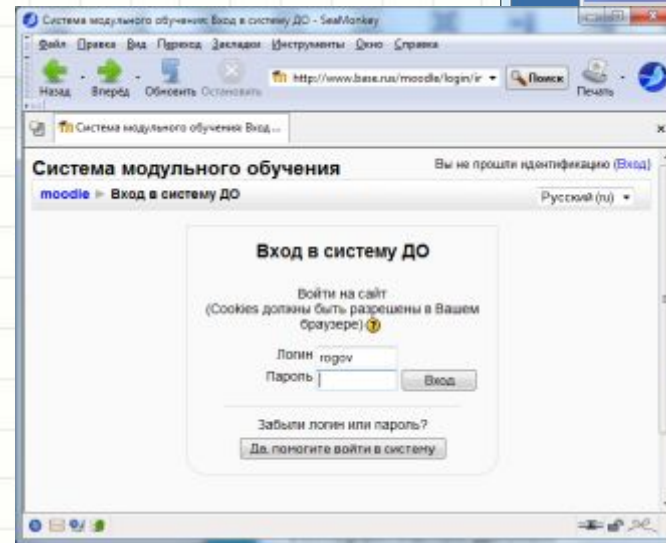 Система модульного обучения: Вход в систему ДО - SeaMonkey
Файл Правка Вид Переход Закладки Инструменты Окно Справка
Назад Вперёд Обновить Остановить http://www.base.rus/moodle/login/ir Поиск Печать
Система модульного обучения: Вход...
Система модульного обучения Вы не прошли идентификацию (Вход)
moodle ► Вход в систему ДО Русский (ru)
Вход в систему ДО
Войти на сайт
(Cookies должны быть разрешены в Вашем
браузере)
Логин rogov
Пароль Вход
Забыли логин или пароль?
Да, помогите войти в систему